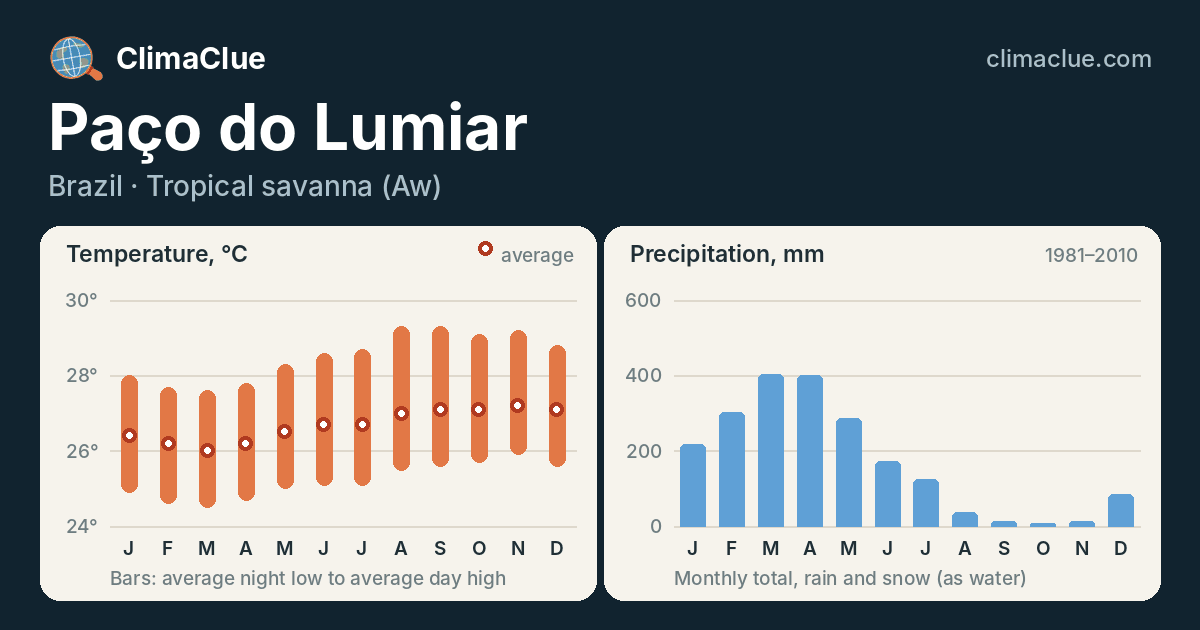 ClimaClue
climaclue.com
Paço do Lumiar
Brazil · Tropical savanna (Aw)
Temperature, °C
average
30°
28°
26°
24°
J F M A M J J A S O N D
Bars: average night low to average day high
Precipitation, mm
1981–2010
600
400
200
0
J F M A M J J A S O N D
Monthly total, rain and snow (as water)